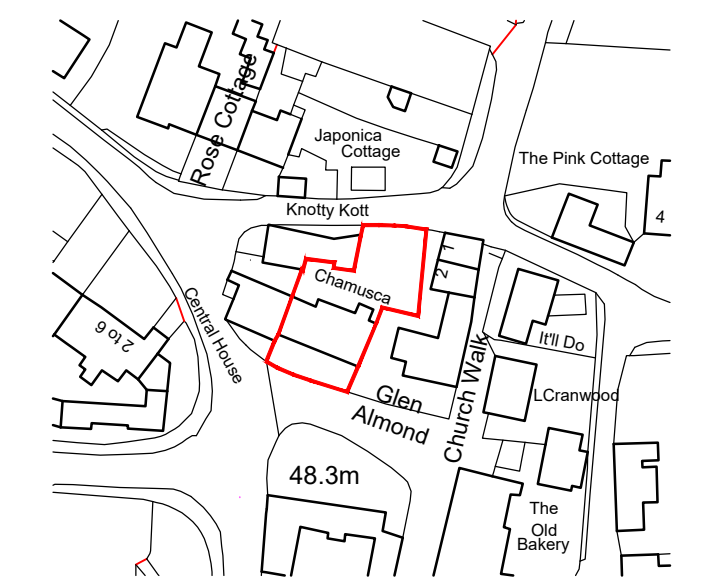 Rose Cottage
Japonica
Cottage
The Pink Cottage
4
Knotty Kott
1
2
Chamusca
Central House
2 to 6
It'll Do
Church Walk
LCranwood
Glen
Almond
48.3m
The
Old
Bakery